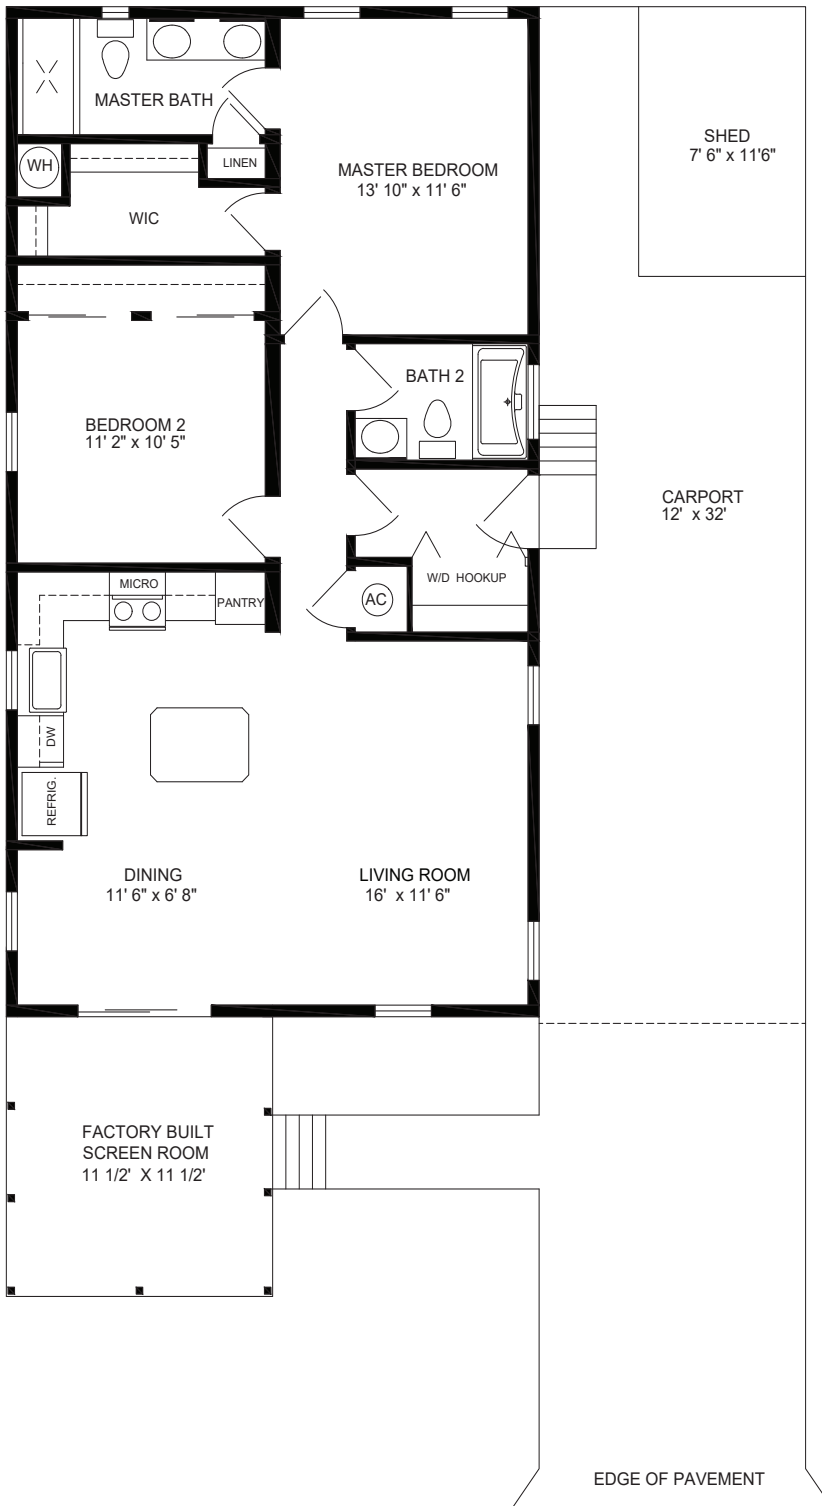 MASTER BATH
SHED
7' 6" x 11'6"
WH
LINEN
MASTER BEDROOM
13' 10" x 11' 6"
WIC
BATH 2
BEDROOM 2
11' 2" x 10' 5"
CARPORT
12' x 32'
MICRO
W/D HOOKUP
PANTRY
AC
DW
REFRIG.
DINING
11' 6" x 6' 8"
LIVING ROOM
16' x 11' 6"
FACTORY BUILT
SCREEN ROOM
11 1/2' X 11 1/2'
EDGE OF PAVEMENT